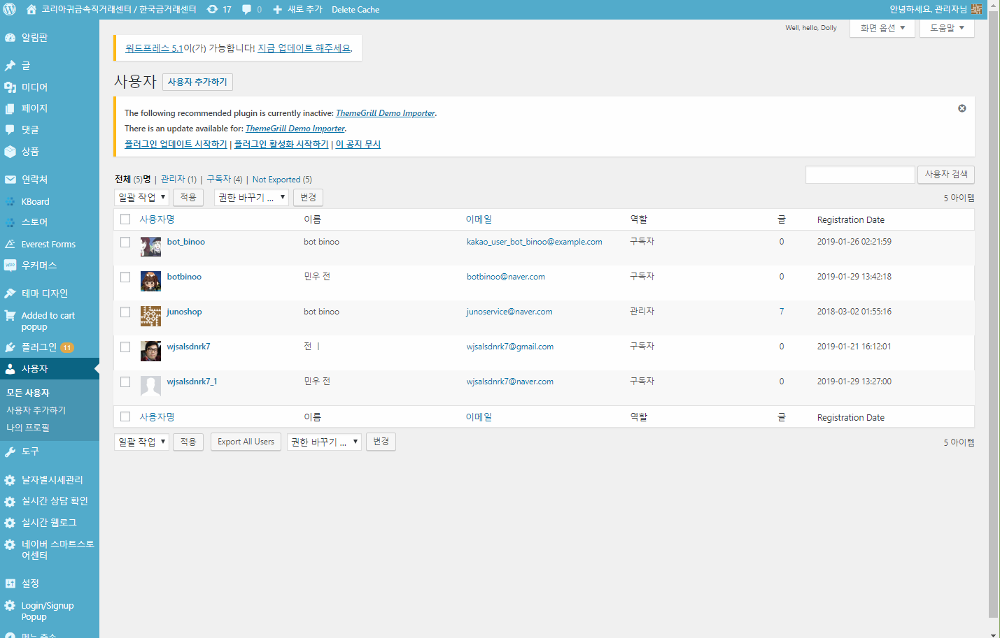 코리아귀금속직거래센터 / 한국금거래센터 17 0 새로 추가 Delete Cache 안녕하세요. 관리자님
Well, hello, Dolly 화면 옵션 ▼ 도움말 ▼
워드프레스 5.1이(가) 가능합니다! 지금 업데이트 해주세요.
사용자 사용자 추가하기
The following recommended plugin is currently inactive: ThemeGrill Demo Importer.
There is an update available for: ThemeGrill Demo Importer.
플러그인 업데이트 시작하기 | 플러그인 활성화 시작하기 | 이 공지 무시
전체 (5)명 | 관리자 (1) | 구독자 (4) | Not Exported (5)
사용자 검색
일괄 작업 ▼ 적용 권한 바꾸기 ... ▼ 변경 5 아이템
사용자명 이름 이메일 역할 글 Registration Date
bot_binoo bot binoo kakao_user_bot_binoo@example.com 구독자 0 2019-01-26 02:21:59
botbinoo 민우 전 botbinoo@naver.com 구독자 0 2019-01-29 13:42:18
junoshop bot binoo junoservice@naver.com 관리자 7 2018-03-02 01:55:16
wjsalsdnrk7 전 ㅣ wjsalsdnrk7@gmail.com 구독자 0 2019-01-21 16:12:01
wjsalsdnrk7_1 민우 전 wjsalsdnrk7@naver.com 구독자 0 2019-01-29 13:27:00
사용자명 이름 이메일 역할 글 Registration Date
일괄 작업 ▼ 적용 Export All Users 권한 바꾸기 ... ▼ 변경 5 아이템
알림판
글
미디어
페이지
댓글
상품
연락처
KBoard
스토어
Everest Forms
Woo 우커머스
테마 디자인
Added to cart
popup
플러그인 11
사용자
모든 사용자
사용자 추가하기
나의 프로필
도구
날자별시세관리
실시간 상담 확인
실시간 웹로그
네이버 스마트스토
어센터
설정
Login/Signup
Popup
메뉴 축소